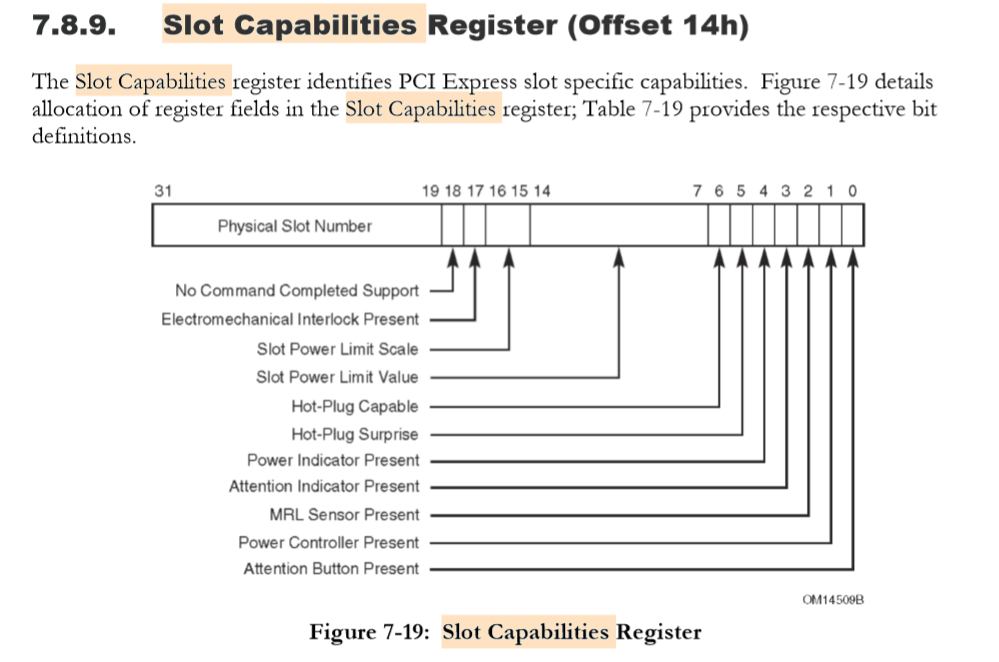 7.8.9. Slot Capabilities Register (Offset 14h)
The Slot Capabilities register identifies PCI Express slot specific capabilities. Figure 7-19 details
allocation of register fields in the Slot Capabilities register; Table 7-19 provides the respective bit
definitions.
31 19 18 17 16 15 14 7 6 5 4 3 2 1 0
Physical Slot Number
No Command Completed Support
Electromechanical Interlock Present
Slot Power Limit Scale
Slot Power Limit Value
Hot-Plug Capable
Hot-Plug Surprise
Power Indicator Present
Attention Indicator Present
MRL Sensor Present
Power Controller Present
Attention Button Present
OM14509B
Figure 7-19: Slot Capabilities Register